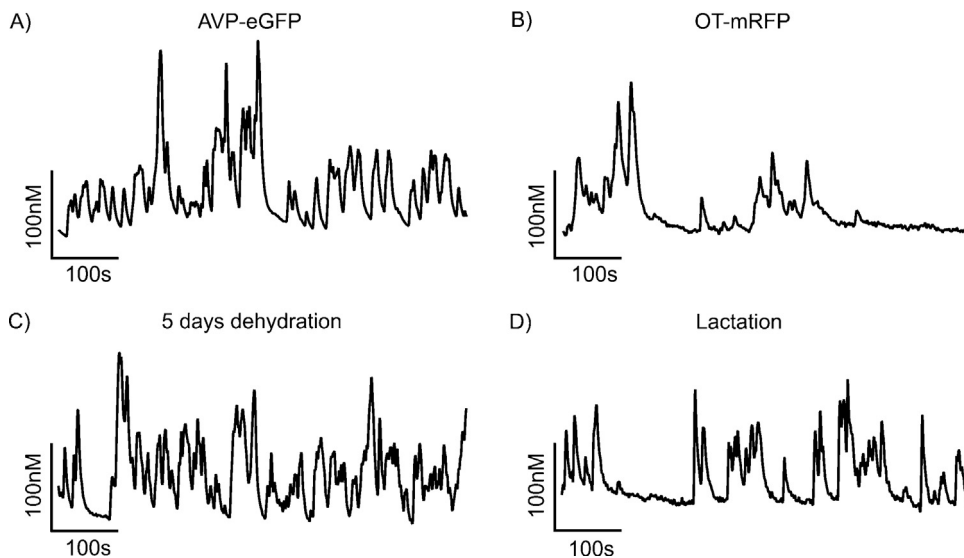 A) AVP-eGFP
B) OT-mRFP
100nM
100s
100nM
100s
C) 5 days dehydration
D) Lactation
100nM
100s
100nM
100s